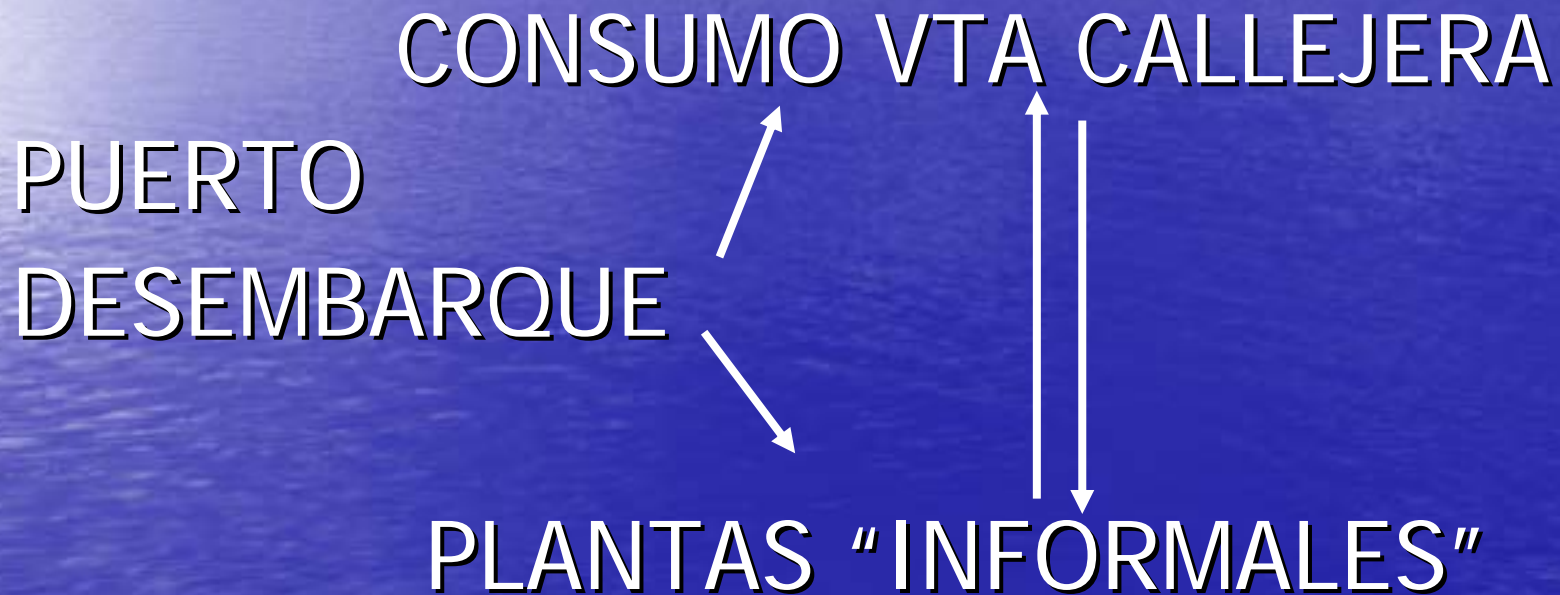 CONSUMO VTA CALLEJERA
PUERTO
DESEMBARQUE
PLANTAS “INFORMALES”